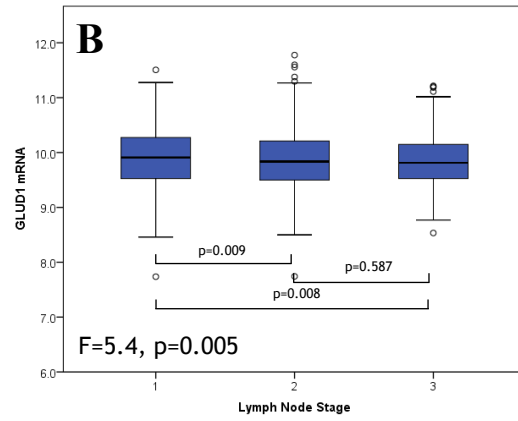 B
12.0
11.0
10.0
9.0
8.0
7.0
6.0
GLUD1 mRNA
p=0.009
p=0.587
p=0.008
F=5.4, p=0.005
1 2 3
Lymph Node Stage